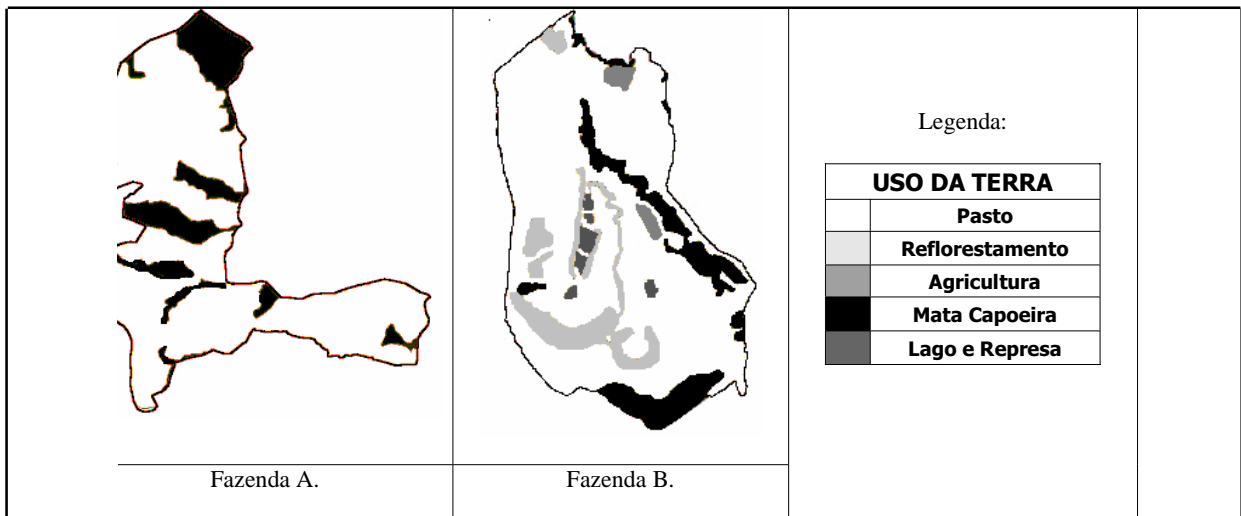 Legenda:
USO DA TERRA
Pasto
Reflorestamento
Agricultura
Mata Capoeira
Lago e Represa
Fazenda A.
Fazenda B.